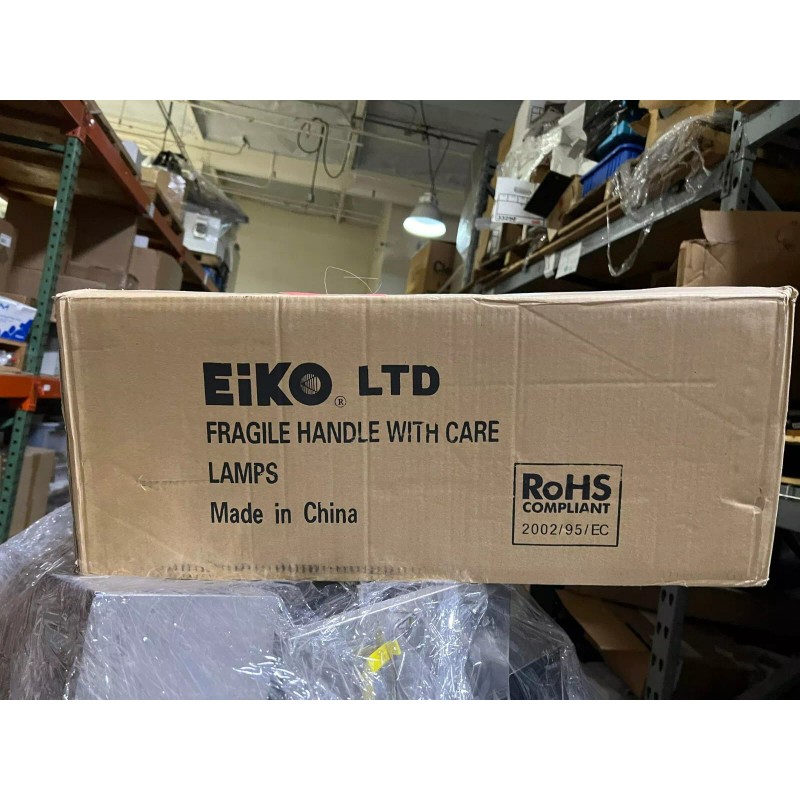 EiKO® LTD
FRAGILE HANDLE WITH CARE
LAMPS
Made in China
RoHS
COMPLIANT
2002/95/EC